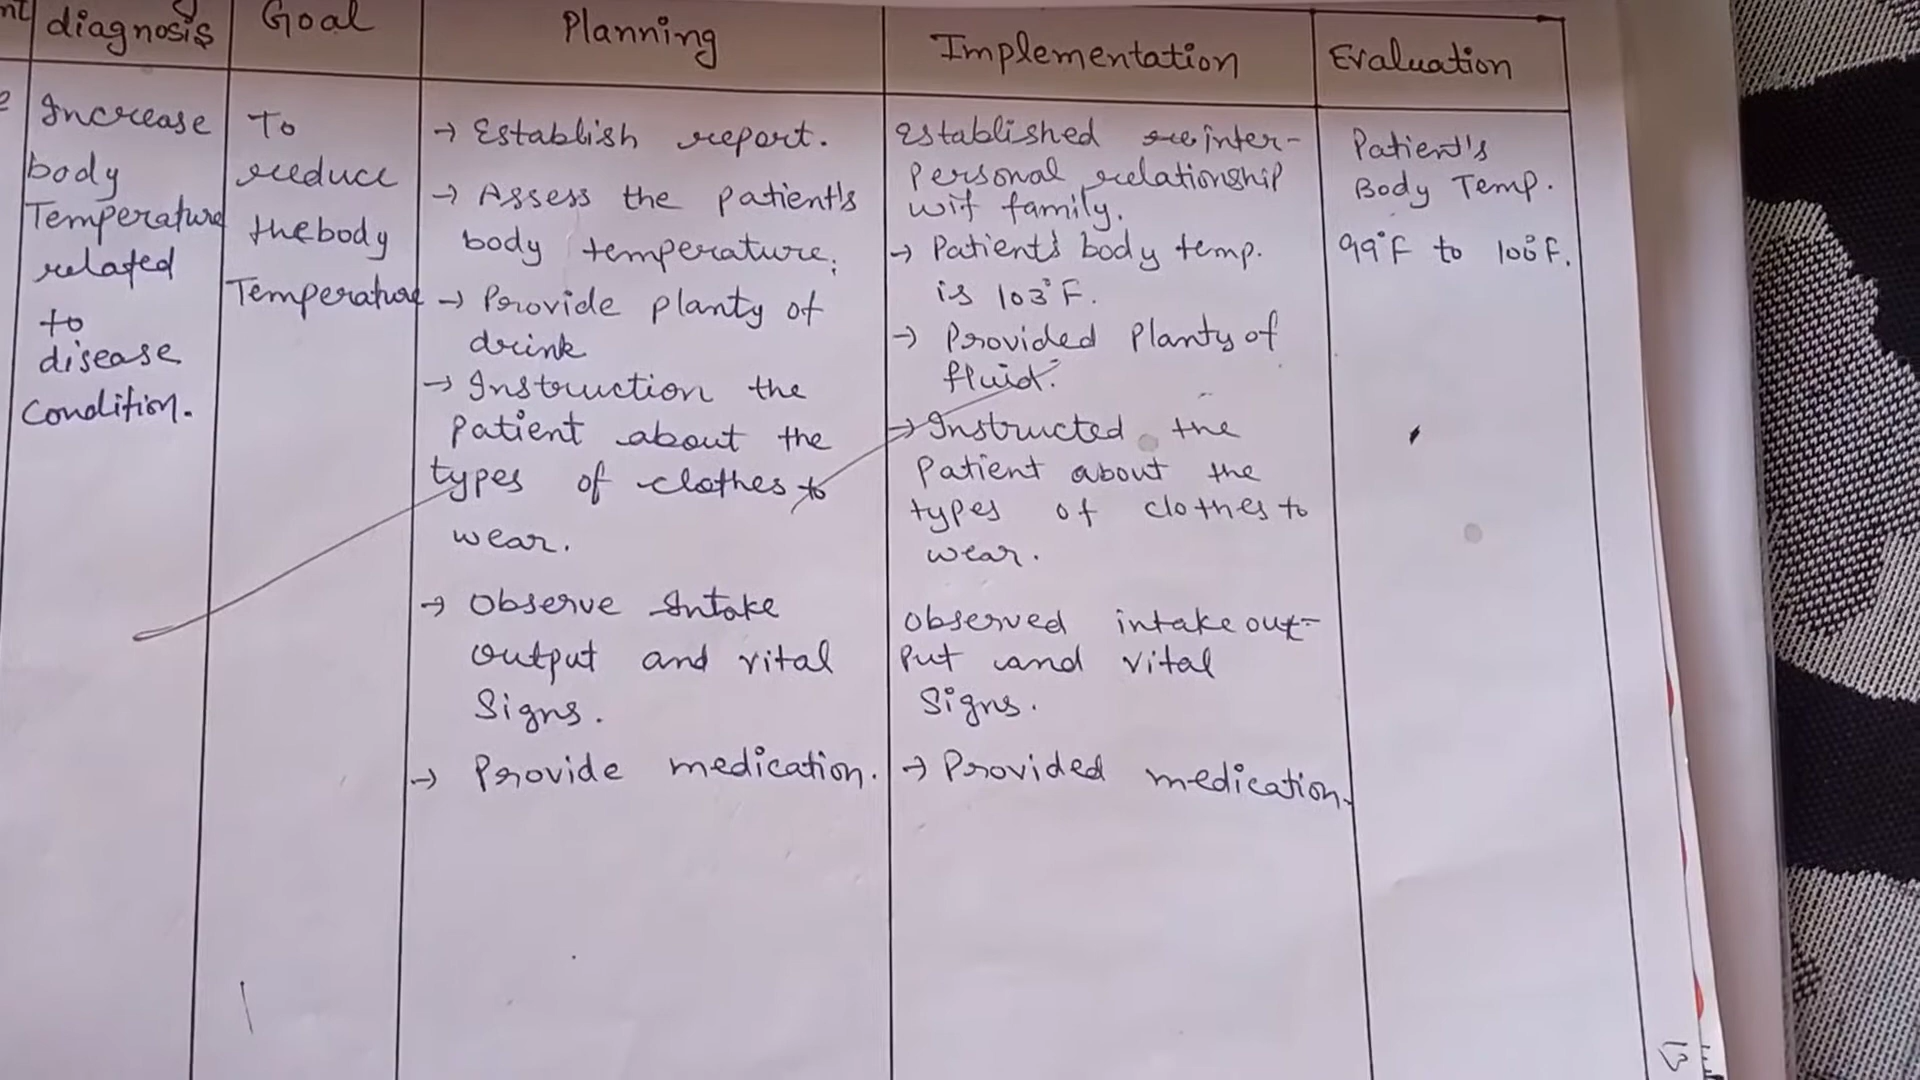 diagnosis
Goal
Planning
Implementation
Evaluation
Increase
body
Temperature
related
to
disease
condition.
To
reduce
the body
Temperature
→ Establish report.
→ Assess the patient's
body temperature.
→ Provide planty of
drink
→ Instruction the
patient about the
types of clothes to
wear.
→ Observe Intake
output and vital
Signs.
→ Provide medication.
established inter-
personal relationship
wit family.
→ Patient's body temp.
is 103°F.
→ Provided planty of
fluid.
→ Instructed the
patient about the
types of clothes to
wear.
observed intake out-
put and vital
Signs.
→ Provided medication.
Patient's
Body Temp.
99°F to 100°F.